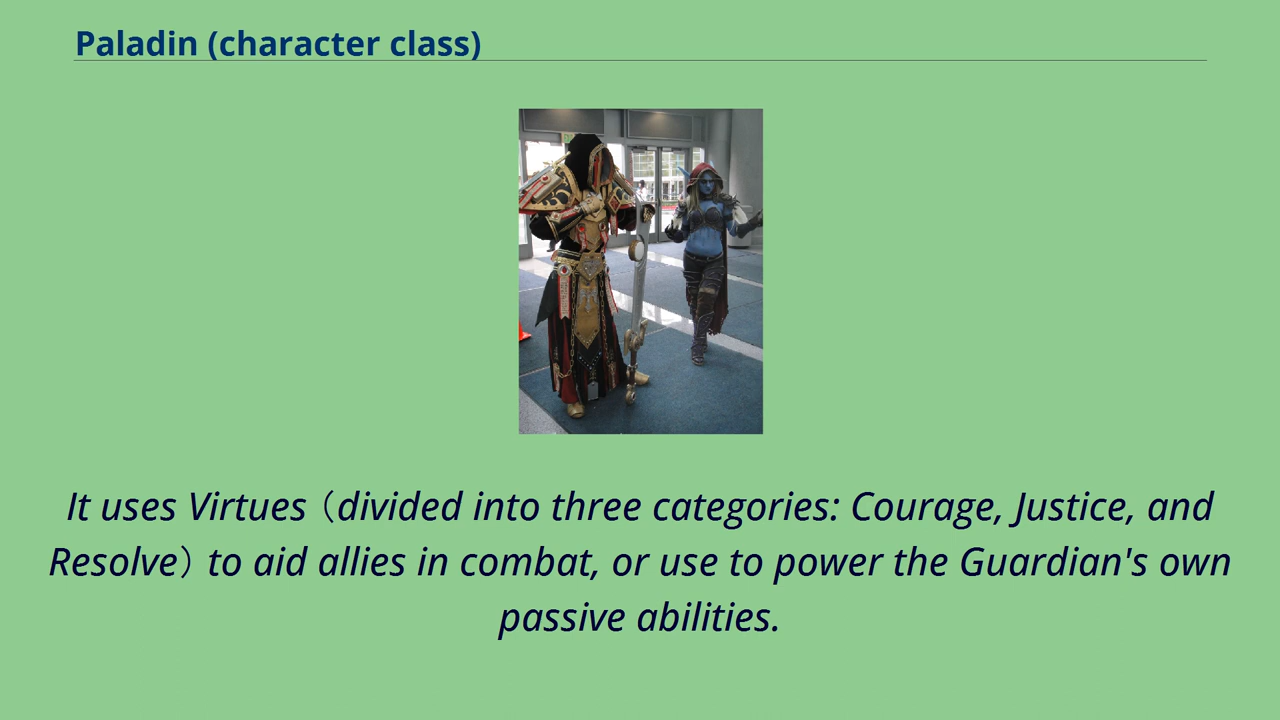 Paladin (character class)
It uses Virtues（divided into three categories: Courage, Justice, and
Resolve）to aid allies in combat, or use to power the Guardian's own
passive abilities.